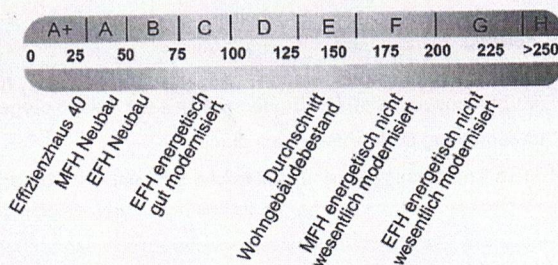 A+ A B C D E F G H
0 25 50 75 100 125 150 175 200 225 >250
Effizienzhaus 40
MFH Neubau
EFH Neubau
EFH energetisch
gut modernisiert
Durchschnitt
Wohngebäudebestand
MFH energetisch nicht
wesentlich modernisiert
EFH energetisch nicht
wesentlich modernisiert